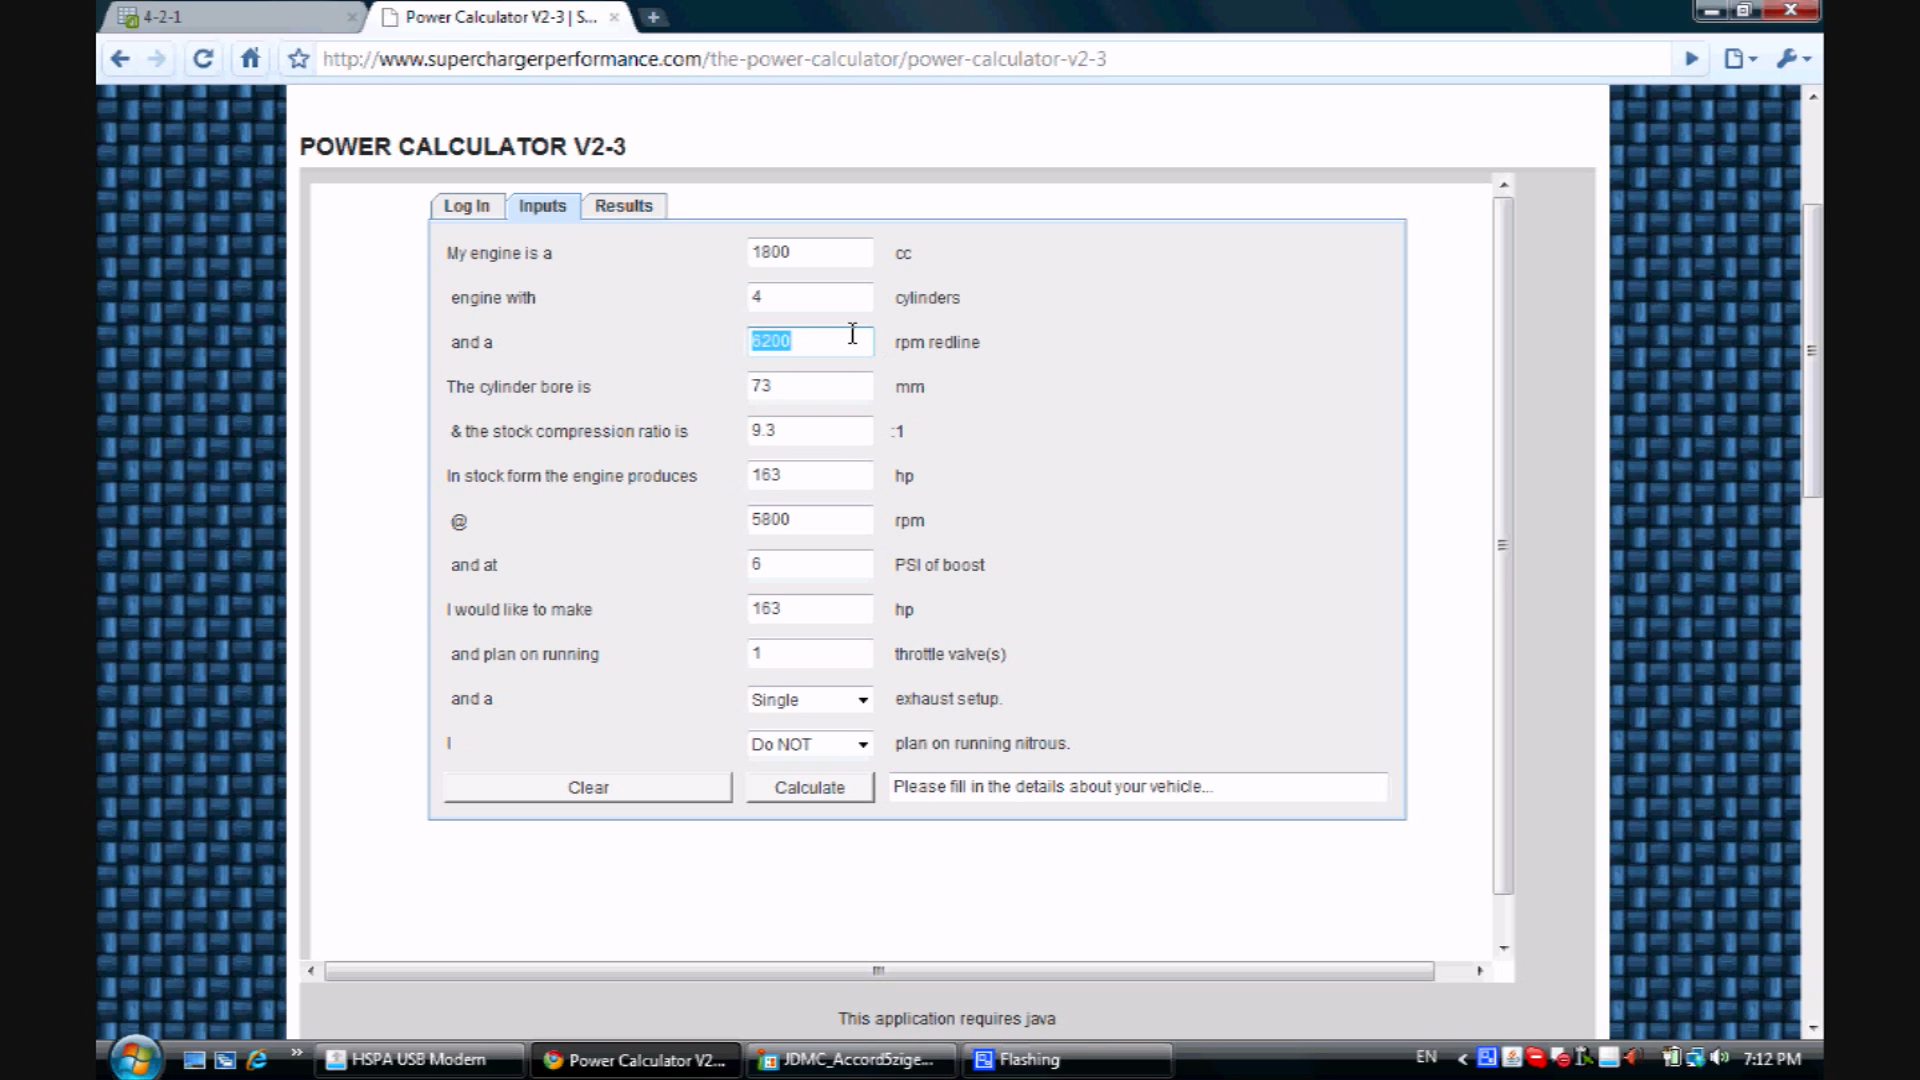 4-2-1
Power Calculator V2-3 | S...
http://www.superchargerperformance.com/the-power-calculator/power-calculator-v2-3
POWER CALCULATOR V2-3
Log In Inputs Results
My engine is a 1800 cc
engine with 4 cylinders
and a 6200 rpm redline
The cylinder bore is 73 mm
& the stock compression ratio is 9.3 :1
In stock form the engine produces 163 hp
@ 5800 rpm
and at 6 PSI of boost
I would like to make 163 hp
and plan on running 1 throttle valve(s)
and a Single exhaust setup.
I Do NOT plan on running nitrous.
Clear Calculate Please fill in the details about your vehicle...
This application requires java
HSPA USB Modem Power Calculator V2... JDMC_Accord5zige... Flashing EN 7:12 PM